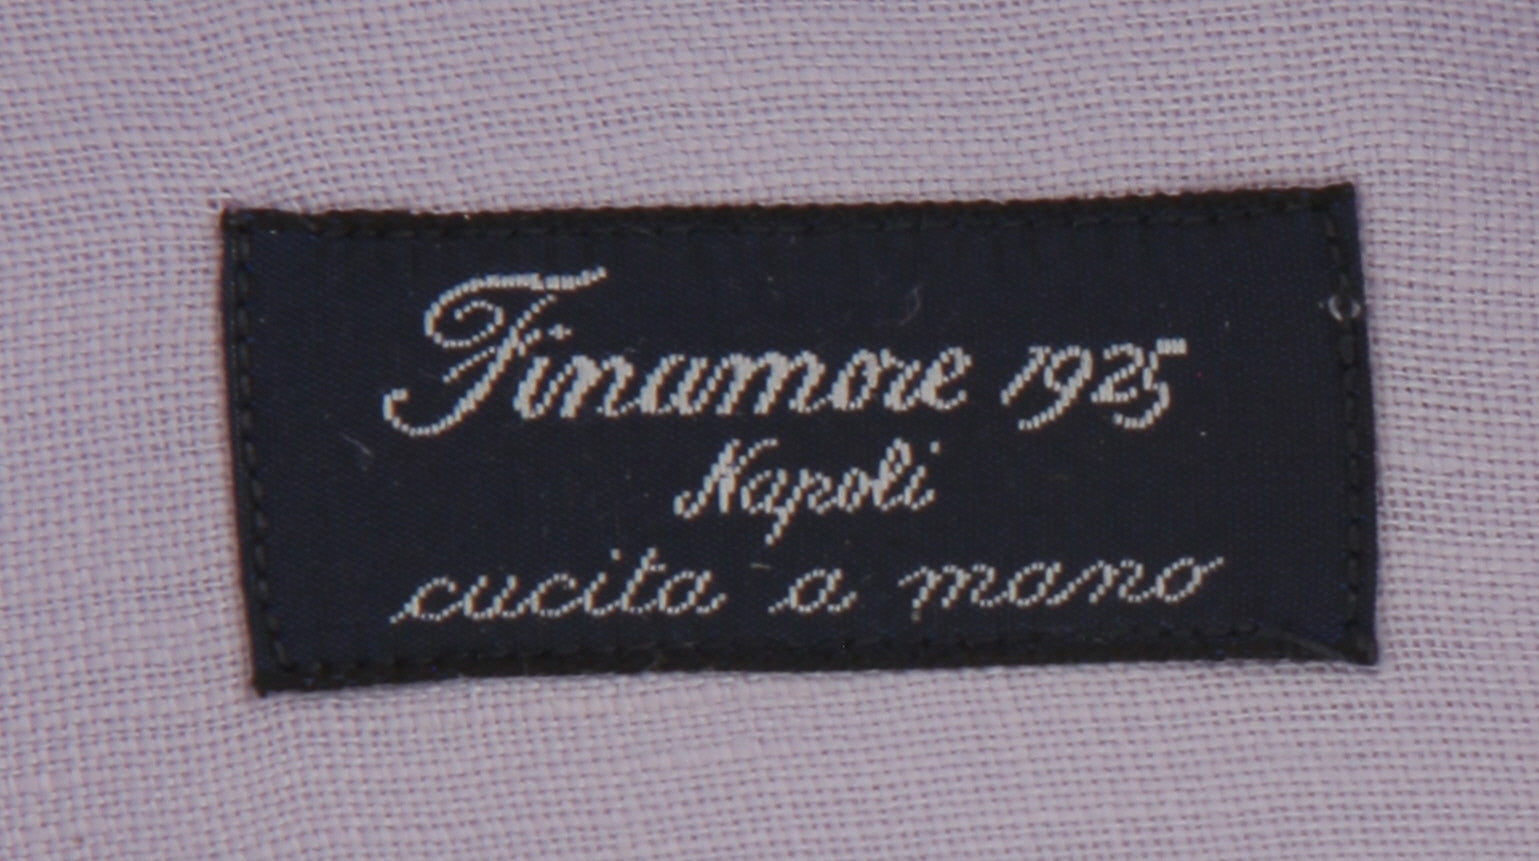 Finamore 1925
Napoli
cucita a mano